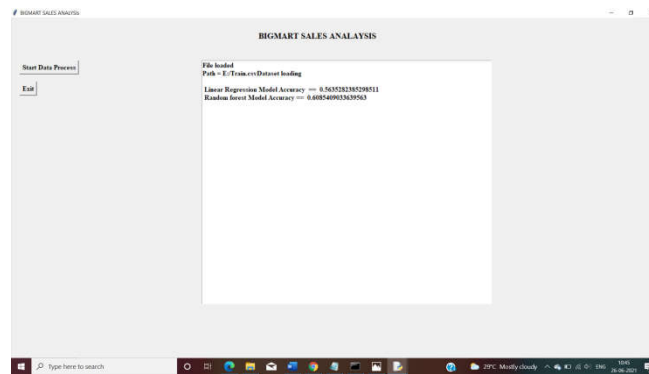 BIGMART SALES ANALYSIS
BIGMART SALES ANALAYSIS
Start Data Process
Exit
File loaded
Path = E:/Train.csvDataset loading
Linear Regression Model Accuracy == 0.5635282385298511
Random forest Model Accuracy == 0.6085409033639563
Type here to search
29°C Mostly cloudy
ENG
10:45
26-06-2021